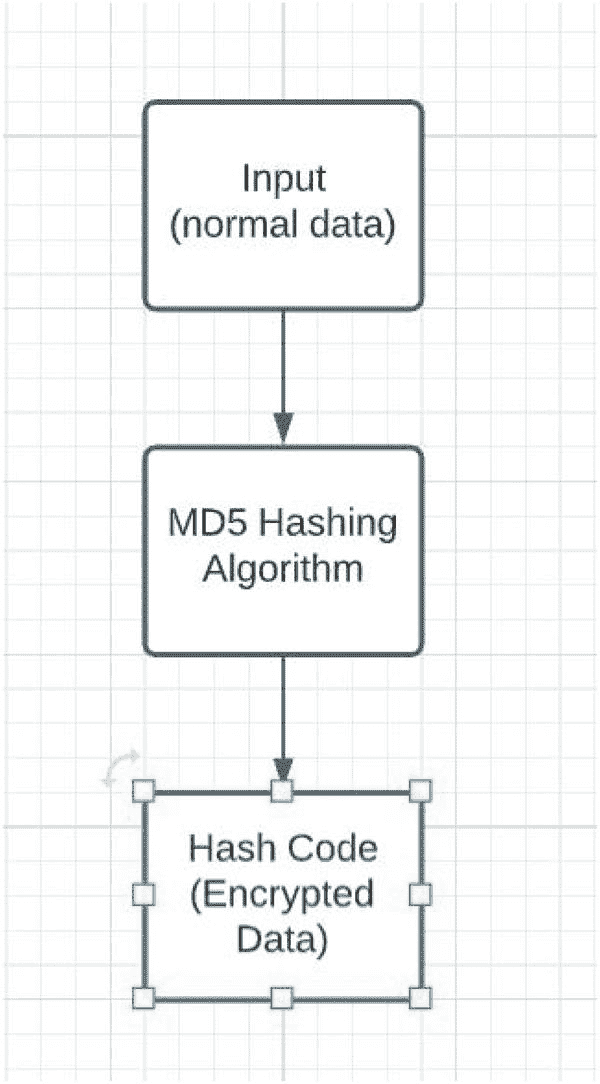 Input
(normal data)
MD5 Hashing
Algorithm
Hash Code
(Encrypted
Data)